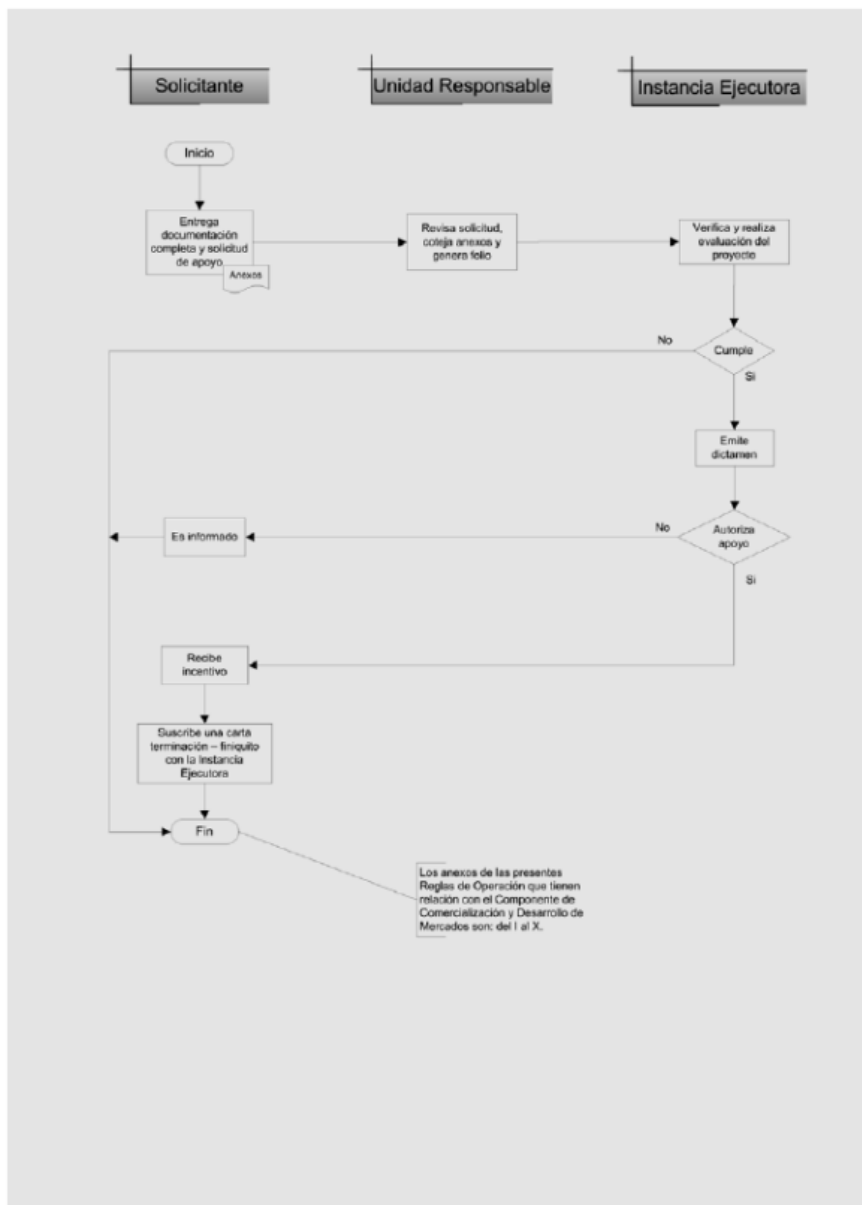 Solicitante
Unidad Responsable
Instancia Ejecutora
Inicio
Entrega
documentación
completa y solicitud
de apoyo
Anexos
Revisa solicitud,
coteja anexos y
genera folio
Verifica y realiza
evaluación del
proyecto
No
Cumple
Si
Emite
dictamen
Es informado
No
Autoriza
apoyo
Si
Recibe
incentivo
Suscribe una carta
terminación – finiquito
con la Instancia
Ejecutora
Fin
Los anexos de las presentes
Reglas de Operación que tienen
relación con el Componente de
Comercialización y Desarrollo de
Mercados son: del I al X.